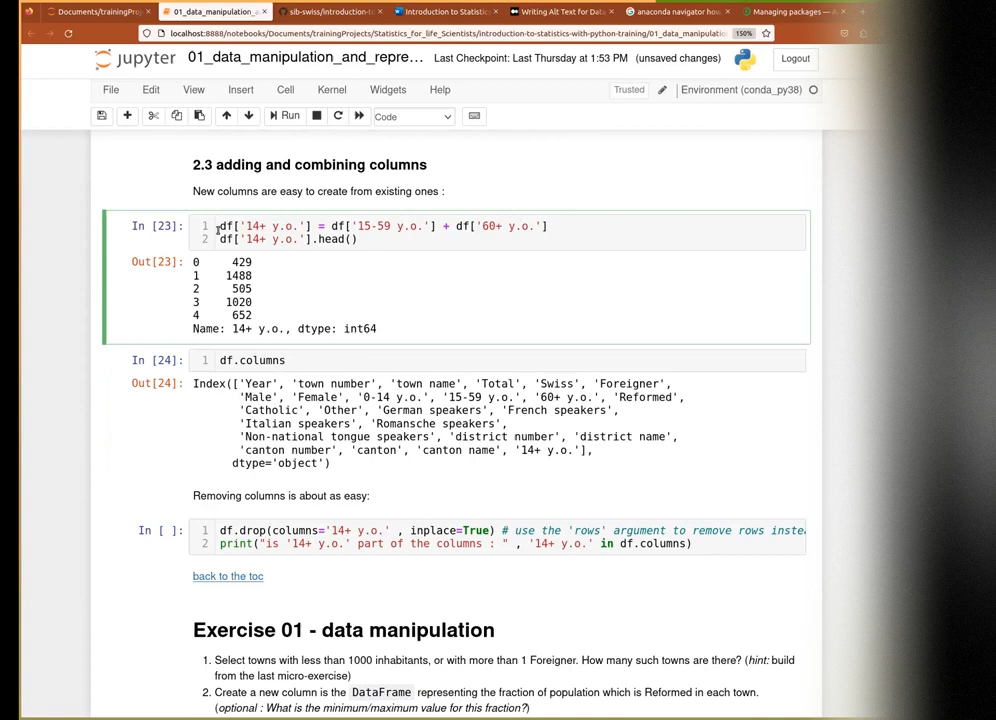 Documents/trainingProj
01_data_manipulation_a
sib-swiss/introduction-to
Introduction to Statistic
Writing Alt Text for Data
anaconda navigator how
Managing packages — A
localhost:8888/notebooks/Documents/trainingProjects/Statistics_for_life_Scientists/introduction-to-statistics-with-python-training/01_data_manipulatio
150%
jupyter 01_data_manipulation_and_repre... Last Checkpoint: Last Thursday at 1:53 PM (unsaved changes) Logout
File Edit View Insert Cell Kernel Widgets Help Trusted Environment (conda_py38)
Run Code
2.3 adding and combining columns
New columns are easy to create from existing ones :
In [23]: 1 df['14+ y.o.'] = df['15-59 y.o.'] + df['60+ y.o.']
2 df['14+ y.o.'].head()
Out[23]: 0 429
1 1488
2 505
3 1020
4 652
Name: 14+ y.o., dtype: int64
In [24]: 1 df.columns
Out[24]: Index(['Year', 'town number', 'town name', 'Total', 'Swiss', 'Foreigner',
'Male', 'Female', '0-14 y.o.', '15-59 y.o.', '60+ y.o.', 'Reformed',
'Catholic', 'Other', 'German speakers', 'French speakers',
'Italian speakers', 'Romansche speakers',
'Non-national tongue speakers', 'district number', 'district name',
'canton number', 'canton', 'canton name', '14+ y.o.'],
dtype='object')
Removing columns is about as easy:
In [ ]: 1 df.drop(columns='14+ y.o.' , inplace=True) # use the 'rows' argument to remove rows inste
2 print("is '14+ y.o.' part of the columns : " , '14+ y.o.' in df.columns)
back to the toc
Exercise 01 - data manipulation
1. Select towns with less than 1000 inhabitants, or with more than 1 Foreigner. How many such towns are there? (hint: build
from the last micro-exercise)
2. Create a new column is the DataFrame representing the fraction of population which is Reformed in each town.
(optional : What is the minimum/maximum value for this fraction?)